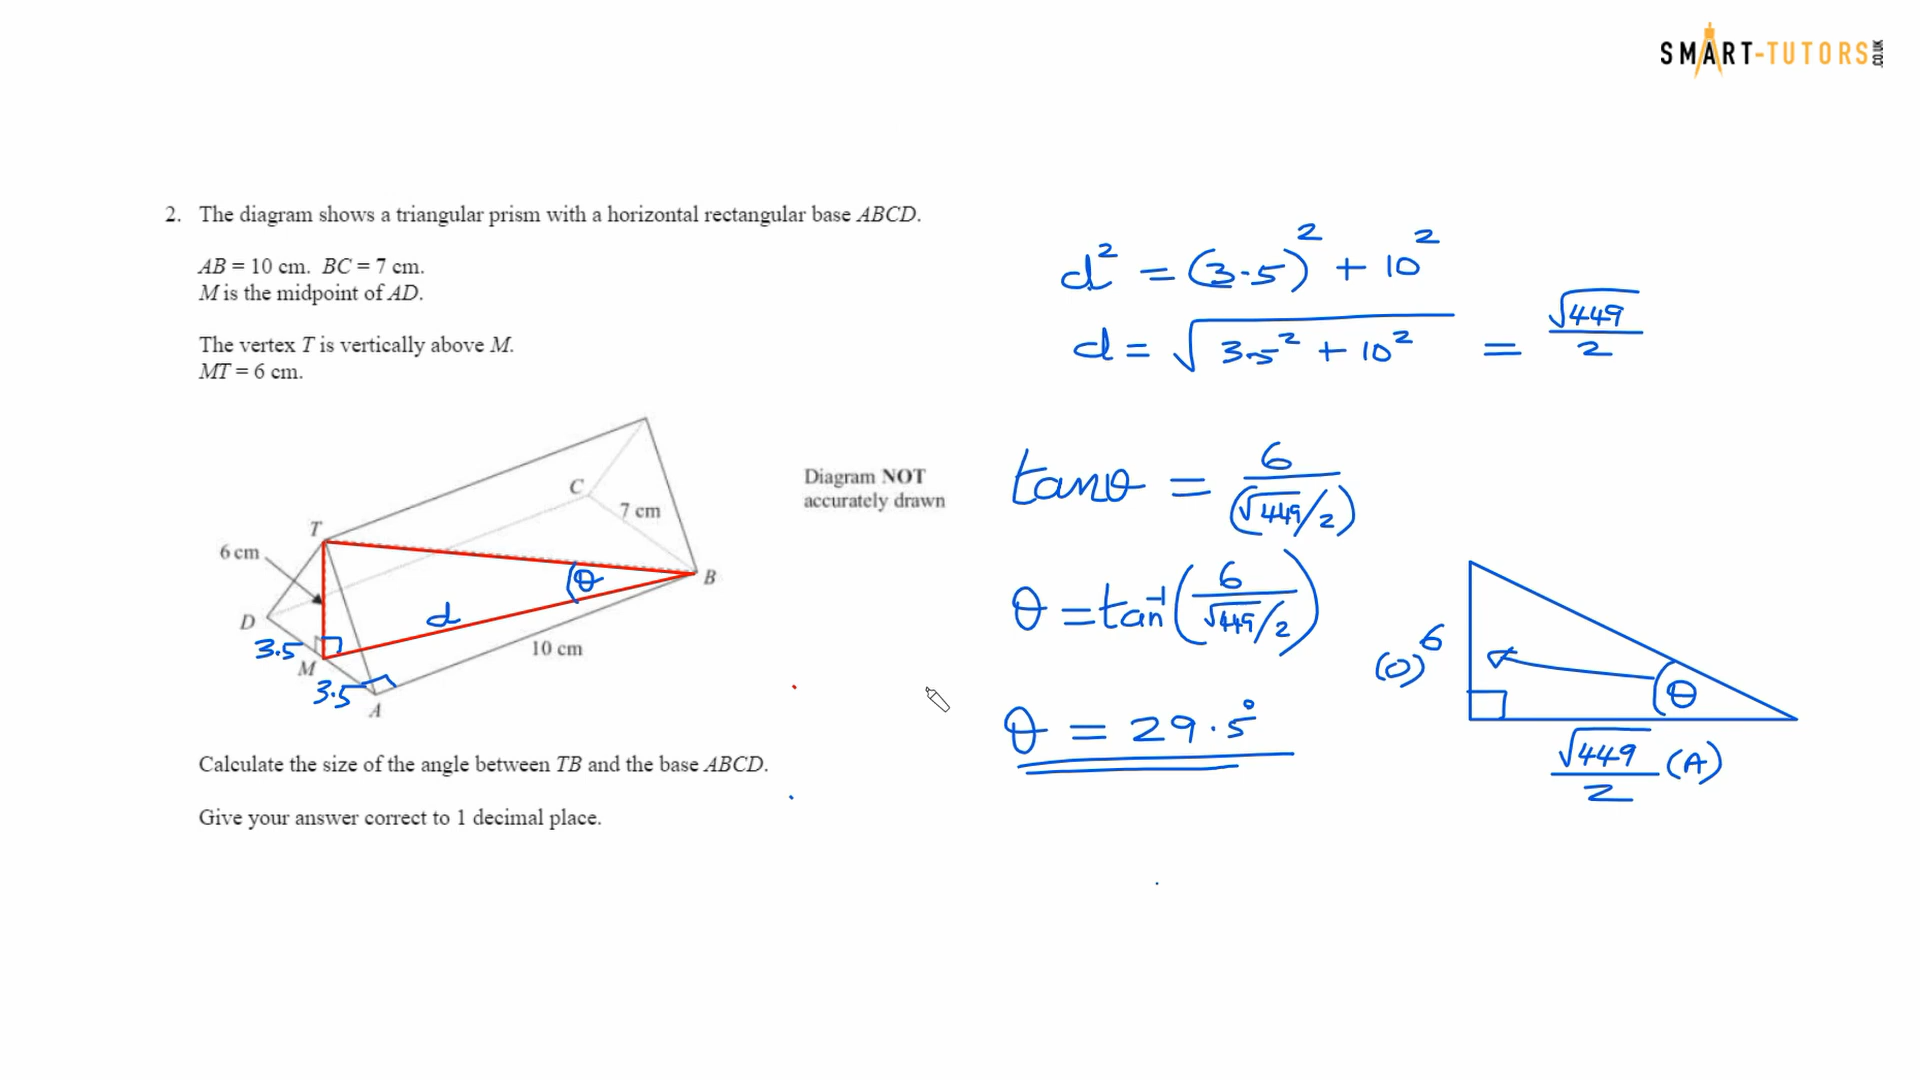 SMART-TUTORS.CO.UK
2. The diagram shows a triangular prism with a horizontal rectangular base ABCD.
AB = 10 cm. BC = 7 cm.
M is the midpoint of AD.
The vertex T is vertically above M.
MT = 6 cm.
Diagram NOT
accurately drawn
C
7 cm
T
6 cm
B
θ
D
d
3.5
M
10 cm
3.5
A
Calculate the size of the angle between TB and the base ABCD.
Give your answer correct to 1 decimal place.
d² = (3.5)² + 10²
d = √(3.5² + 10²) = √449/2
tanθ = 6/(√449/2)
θ = tan⁻¹(6/√449/2)
θ = 29.5°
(O) 6
θ
√449/2 (A)